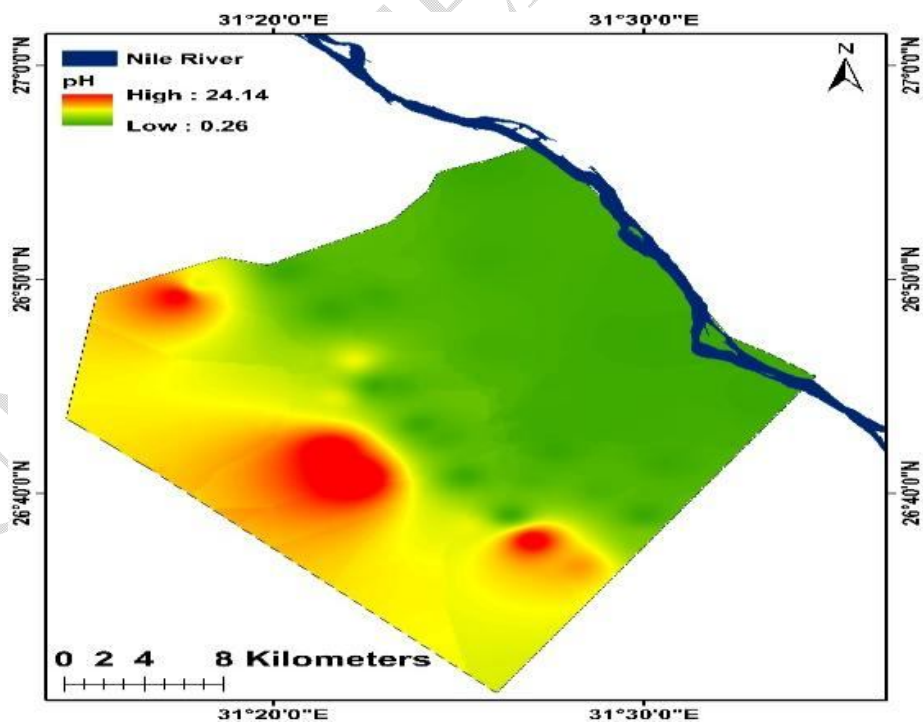 31°20'0"E 31°30'0"E
Nile River
pH
High : 24.14
Low : 0.26
N
27°0'0"N 27°0'0"N
26°50'0"N 26°50'0"N
26°40'0"N 26°40'0"N
0 2 4 8 Kilometers
31°20'0"E 31°30'0"E